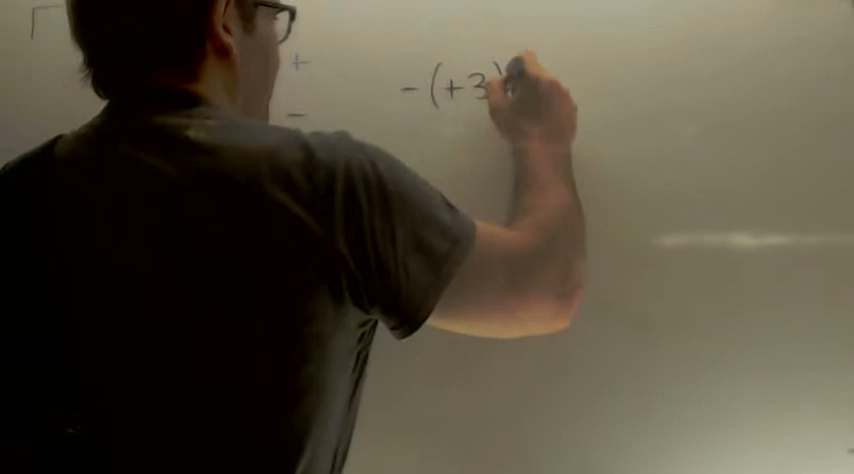 +
- (+3)
-